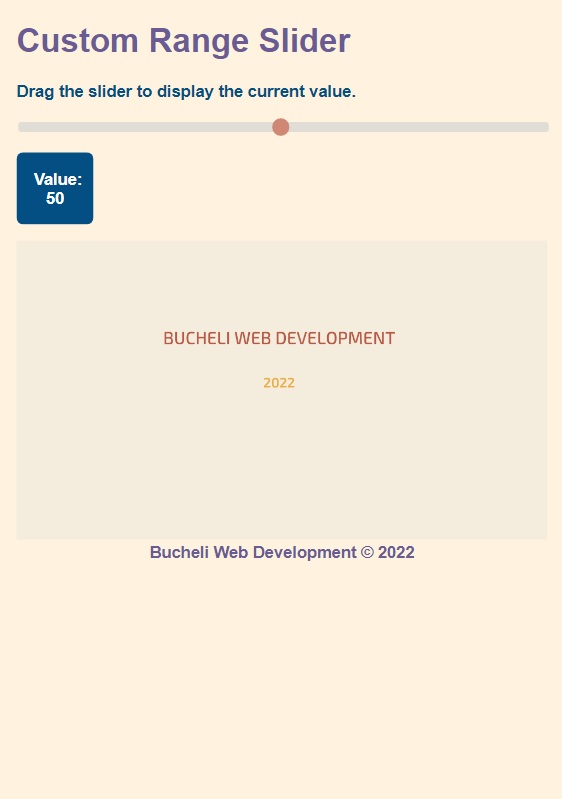 Custom Range Slider
Drag the slider to display the current value.
Value:
50
BUCHELI WEB DEVELOPMENT
2022
Bucheli Web Development © 2022